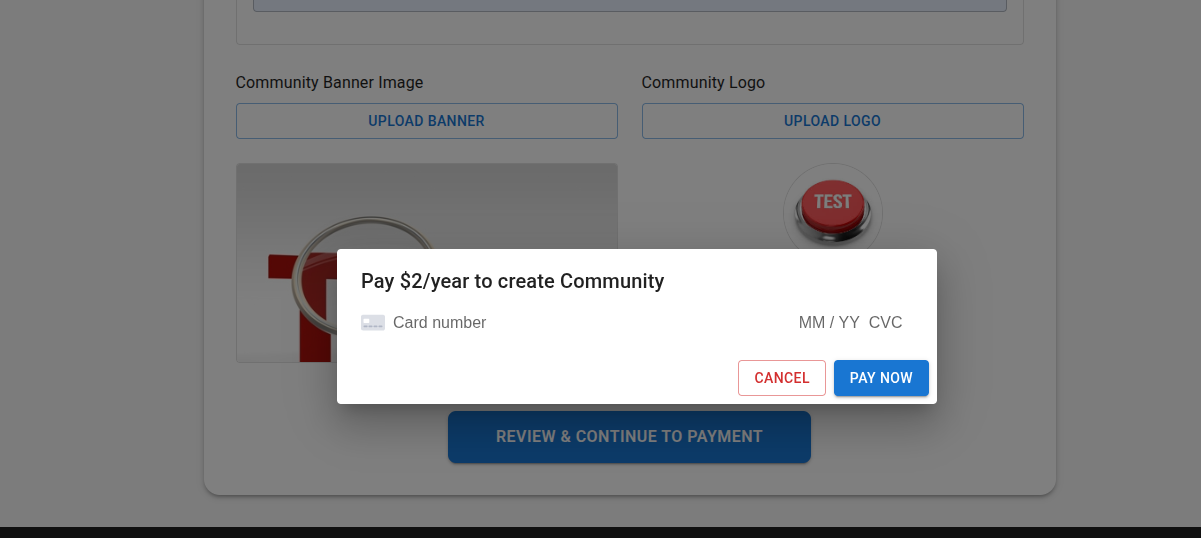 Community Banner Image
Community Logo
UPLOAD BANNER
UPLOAD LOGO
TEST
Pay $2/year to create Community
Card number
MM / YY CVC
CANCEL
PAY NOW
REVIEW & CONTINUE TO PAYMENT